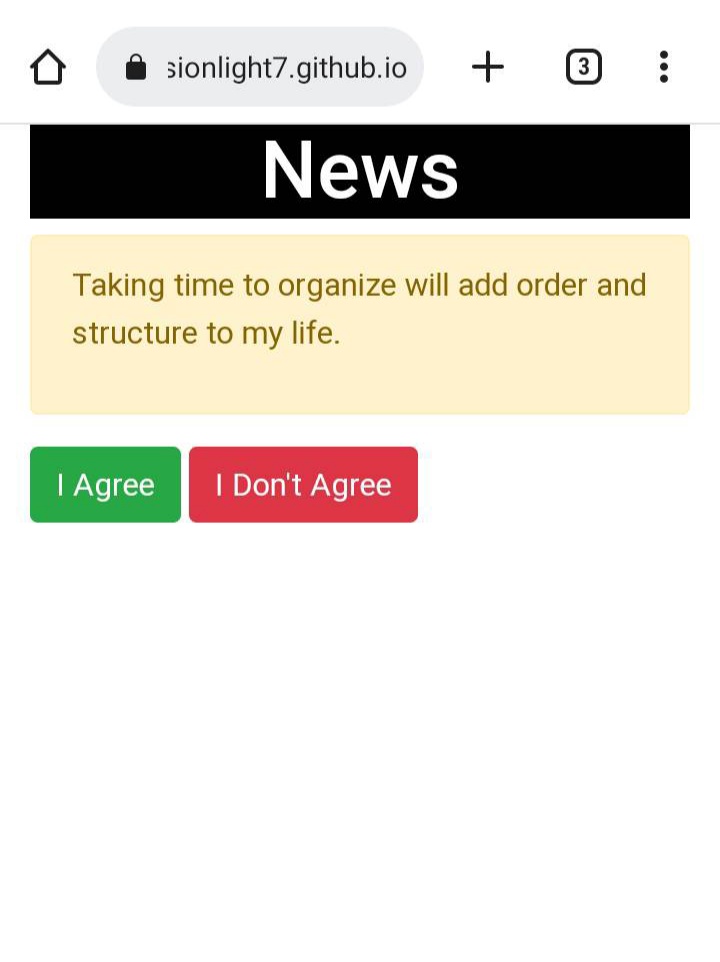 sionlight7.github.io
3
News
Taking time to organize will add order and
structure to my life.
I Agree
I Don't Agree